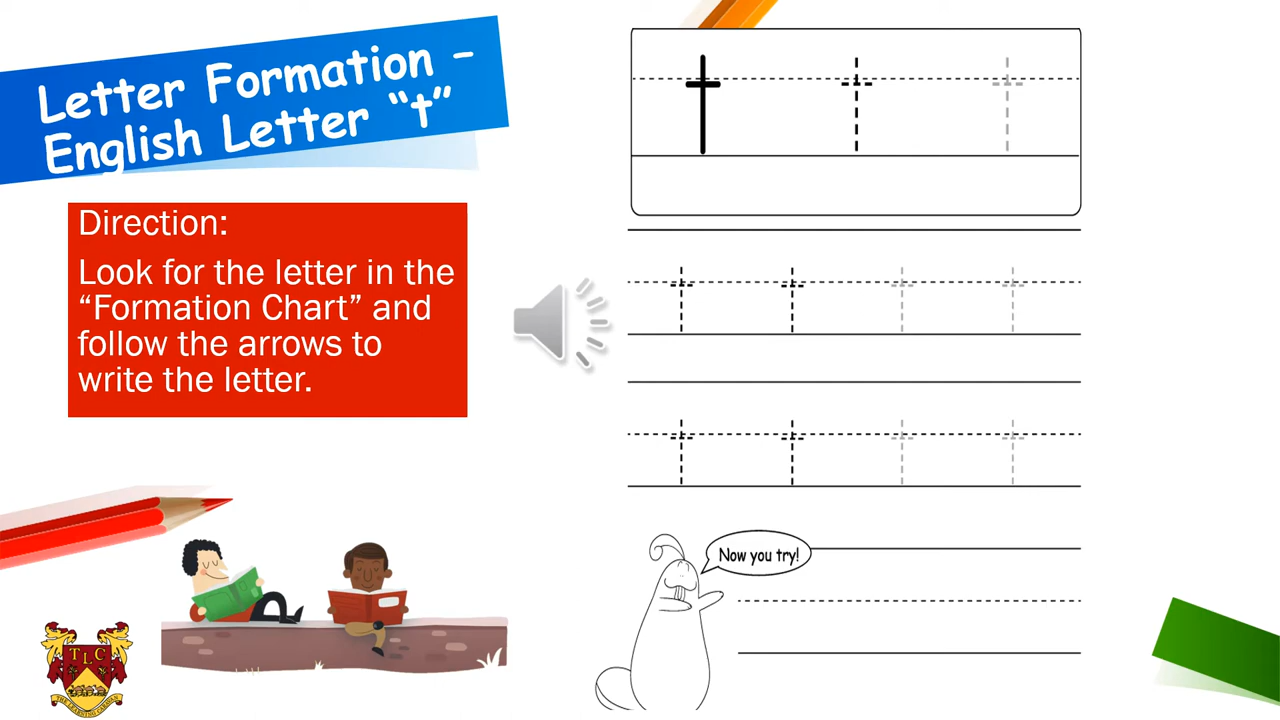 Letter Formation –
English Letter “t”
Direction:
Look for the letter in the
“Formation Chart” and
follow the arrows to
write the letter.
t t t
t t t t
t t t t
Now you try!
TLC